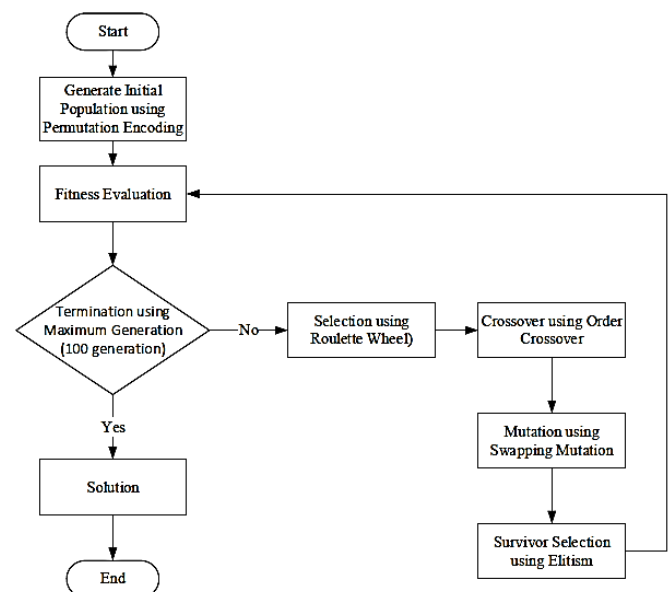 Start
Generate Initial
Population using
Permutation Encoding
Fitness Evaluation
Termination using
Maximum Generation
(100 generation)
No
Selection using
Roulette Wheel)
Crossover using Order
Crossover
Mutation using
Swapping Mutation
Survivor Selection
using Elitism
Yes
Solution
End